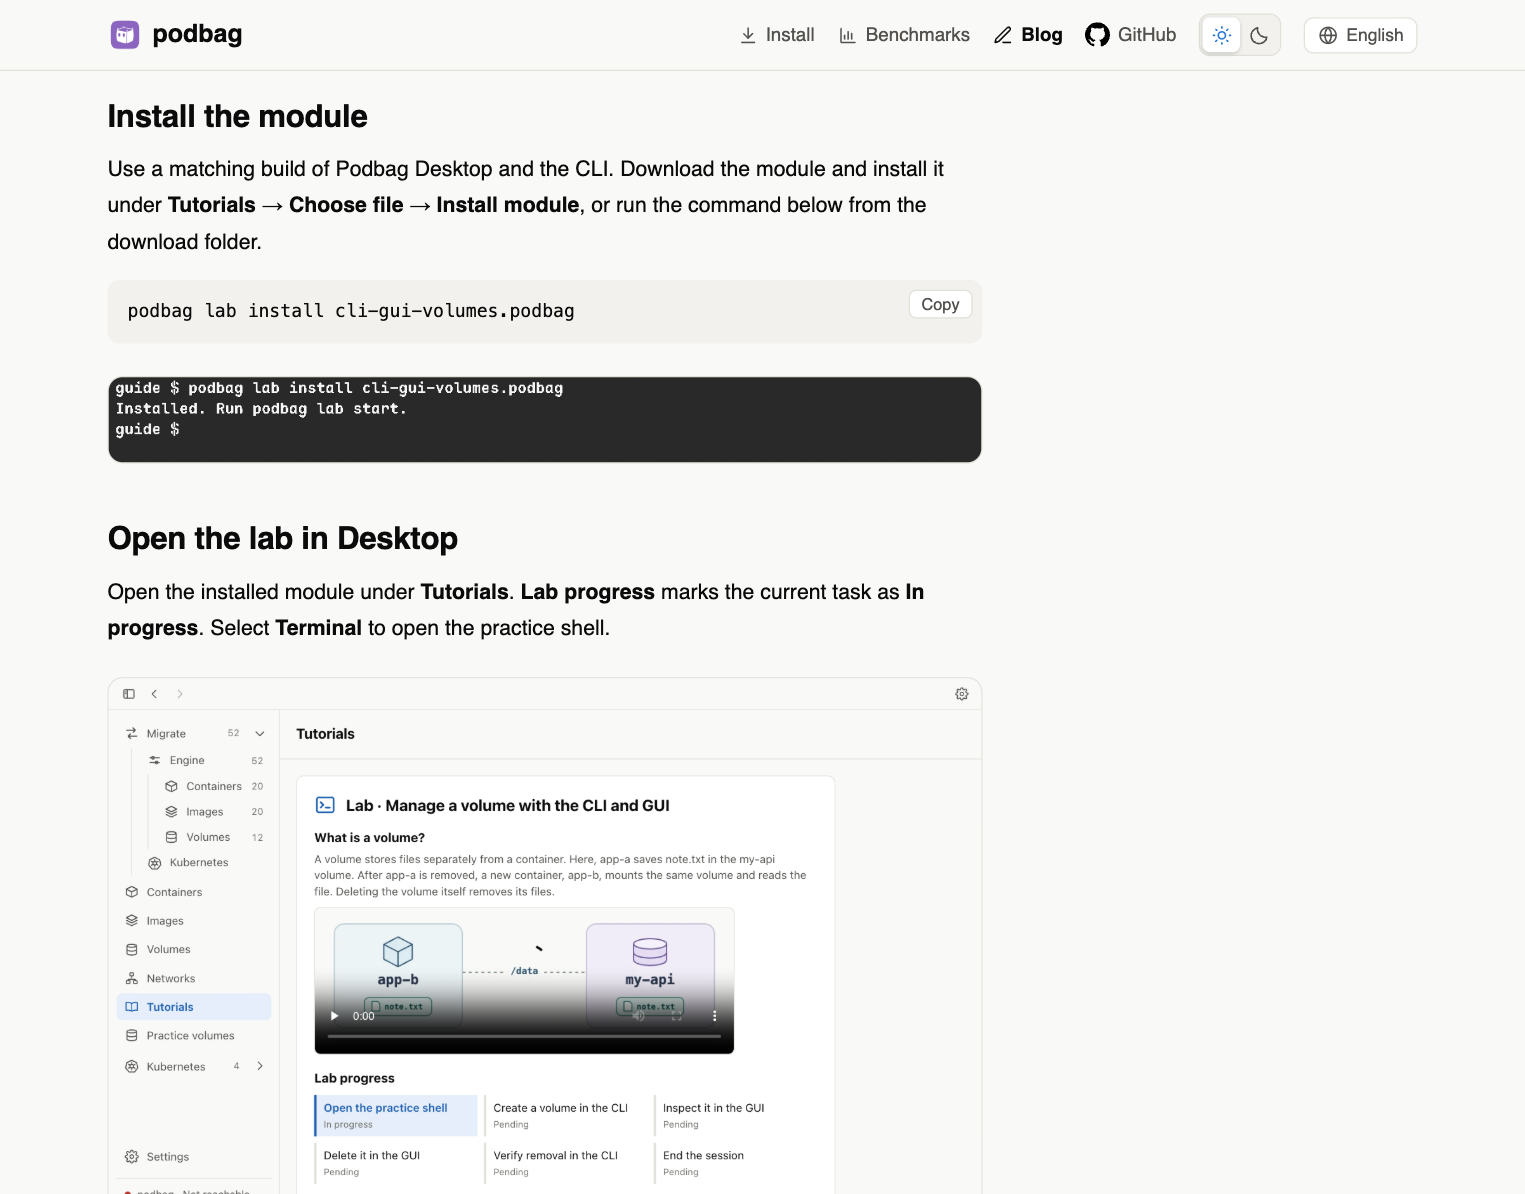 podbag
Install
Benchmarks
Blog
GitHub
English
Install the module
Use a matching build of Podbag Desktop and the CLI. Download the module and install it
under Tutorials → Choose file → Install module, or run the command below from the
download folder.
podbag lab install cli-gui-volumes.podbag
Copy
guide $ podbag lab install cli-gui-volumes.podbag
Installed. Run podbag lab start.
guide $
Open the lab in Desktop
Open the installed module under Tutorials. Lab progress marks the current task as In
progress. Select Terminal to open the practice shell.
Migrate 52
Engine 52
Containers 20
Images 20
Volumes 12
Kubernetes
Containers
Images
Volumes
Networks
Tutorials
Practice volumes
Kubernetes 4
Settings
podbag · Not reachable
Tutorials
Lab · Manage a volume with the CLI and GUI
What is a volume?
A volume stores files separately from a container. Here, app-a saves note.txt in the my-api
volume. After app-a is removed, a new container, app-b, mounts the same volume and reads the
file. Deleting the volume itself removes its files.
app-b
note.txt
/data
my-api
note.txt
0:00
Lab progress
Open the practice shell
In progress
Create a volume in the CLI
Pending
Inspect it in the GUI
Pending
Delete it in the GUI
Pending
Verify removal in the CLI
Pending
End the session
Pending